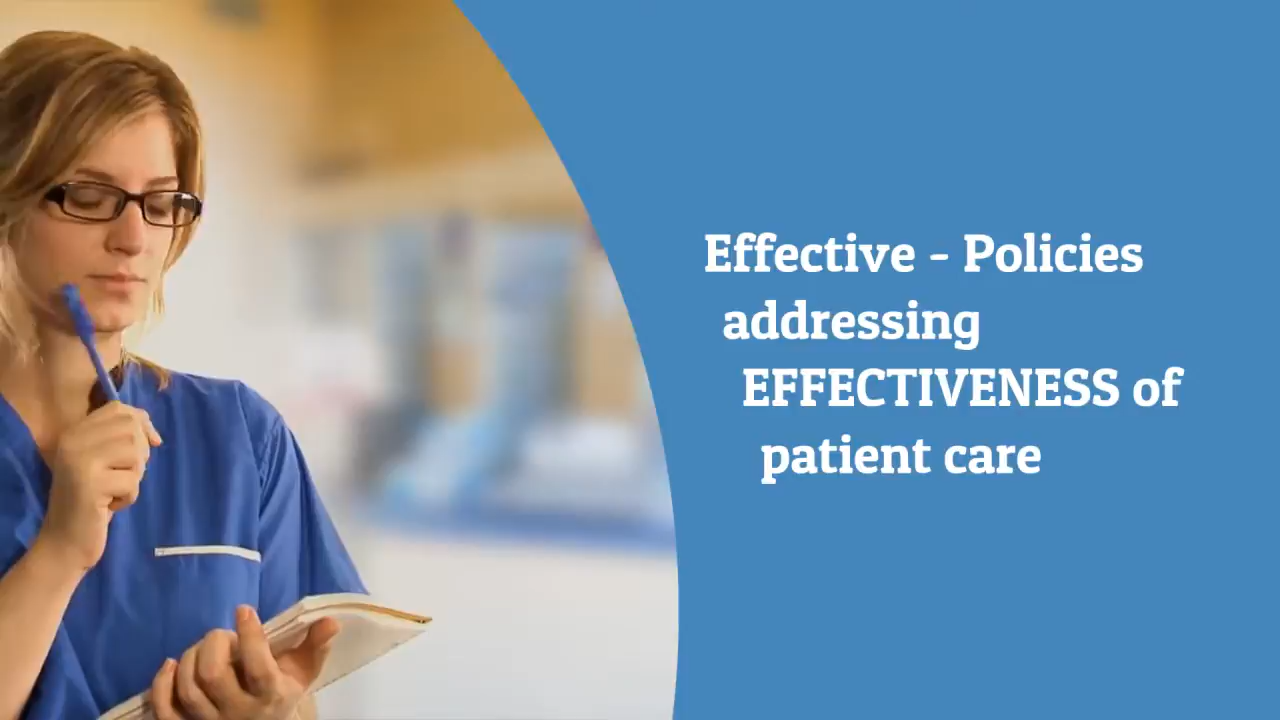 Effective - Policies
addressing
EFFECTIVENESS of
patient care